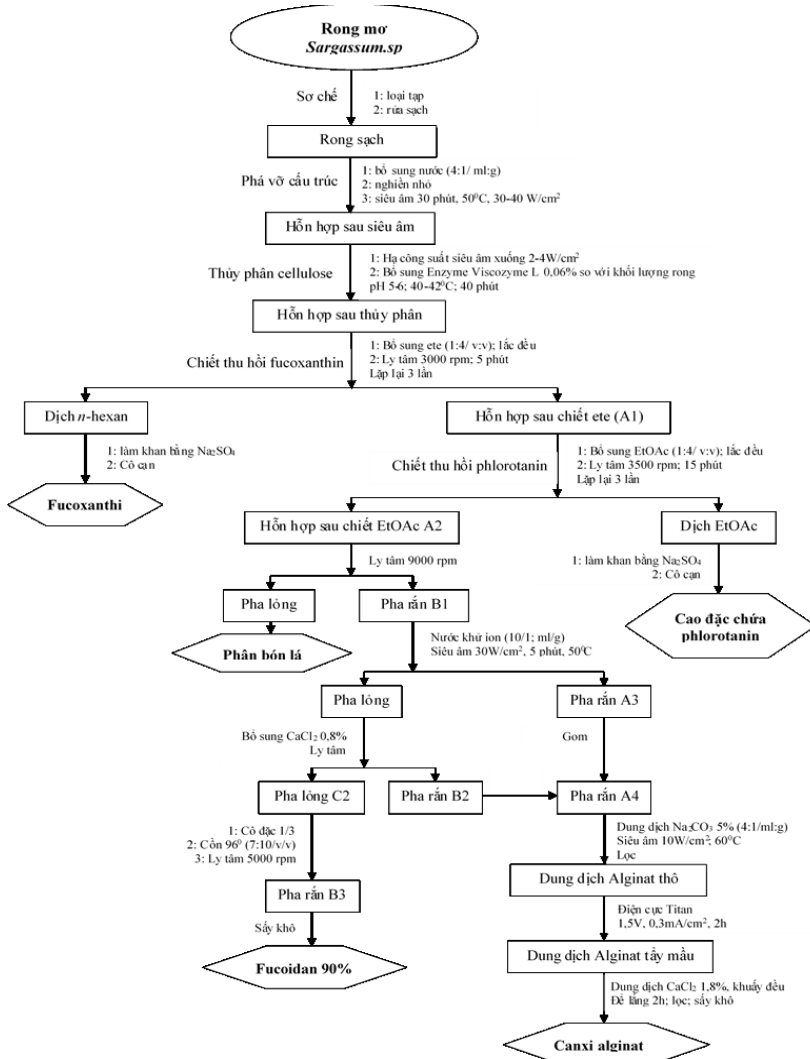 Rong mơ
Sargassum.sp
Sơ chế
1: loại tạp
2: rửa sạch
Rong sạch
Phá vỡ cấu trúc
1: bổ sung nước (4:1/ ml:g)
2: nghiền nhỏ
3: siêu âm 30 phút, 50⁰C, 30-40 W/cm²
Hỗn hợp sau siêu âm
Thủy phân cellulose
1: Hạ công suất siêu âm xuống 2-4W/cm²
2: Bổ sung Enzyme Viscozyme L 0,06% so với khối lượng rong
pH 5-6; 40-42⁰C; 40 phút
Hỗn hợp sau thủy phân
Chiết thu hồi fucoxanthin
1: Bổ sung ete (1:4/ v:v); lắc đều
2: Ly tâm 3000 rpm; 5 phút
Lặp lại 3 lần
Dịch n-hexan
Hỗn hợp sau chiết ete (A1)
1: làm khan bằng Na₂SO₄
2: Cô cạn
Chiết thu hồi phlorotanin
1: Bổ sung EtOAc (1:4/ v:v); lắc đều
2: Ly tâm 3500 rpm; 15 phút
Lặp lại 3 lần
Fucoxanthi
Hỗn hợp sau chiết EtOAc A2
Dịch EtOAc
Ly tâm 9000 rpm
1: làm khan bằng Na₂SO₄
2: Cô cạn
Pha lỏng
Pha rắn B1
Cao đặc chứa
phlorotanin
Phân bón lá
Nước khử ion (10/1; ml/g)
Siêu âm 30W/cm², 5 phút, 50⁰C
Pha lỏng
Pha rắn A3
Bổ sung CaCl₂ 0,8%
Ly tâm
Gom
Pha lỏng C2
Pha rắn B2
Pha rắn A4
1: Cô đặc 1/3
2: Cồn 96⁰ (7:10/v/v)
3: Ly tâm 5000 rpm
Dung dịch Na₂CO₃ 5% (4:1/ml:g)
Siêu âm 10W/cm²; 60⁰C
Lọc
Pha rắn B3
Dung dịch Alginat thô
Sấy khô
Điện cực Titan
1,5V, 0,3mA/cm², 2h
Fucoidan 90%
Dung dịch Alginat tẩy mầu
Dung dịch CaCl₂ 1,8%, khuấy đều
Để lắng 2h; lọc; sấy khô
Canxi alginat